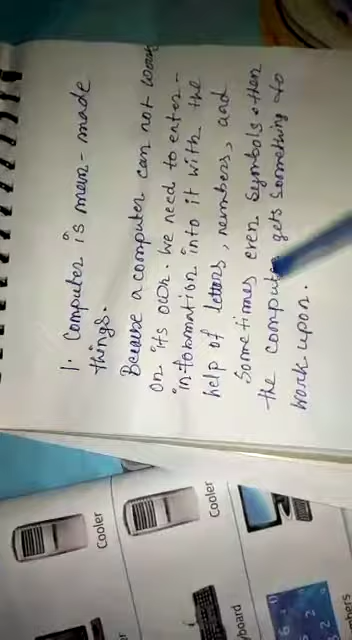 1. Computer is man-made
things.
Because a computer can not work
on its own. we need to enter-
information into it with the
help of letters, numbers, and
Sometimes even Symbols then
the computer gets something to
work upon.
Cooler
Cooler